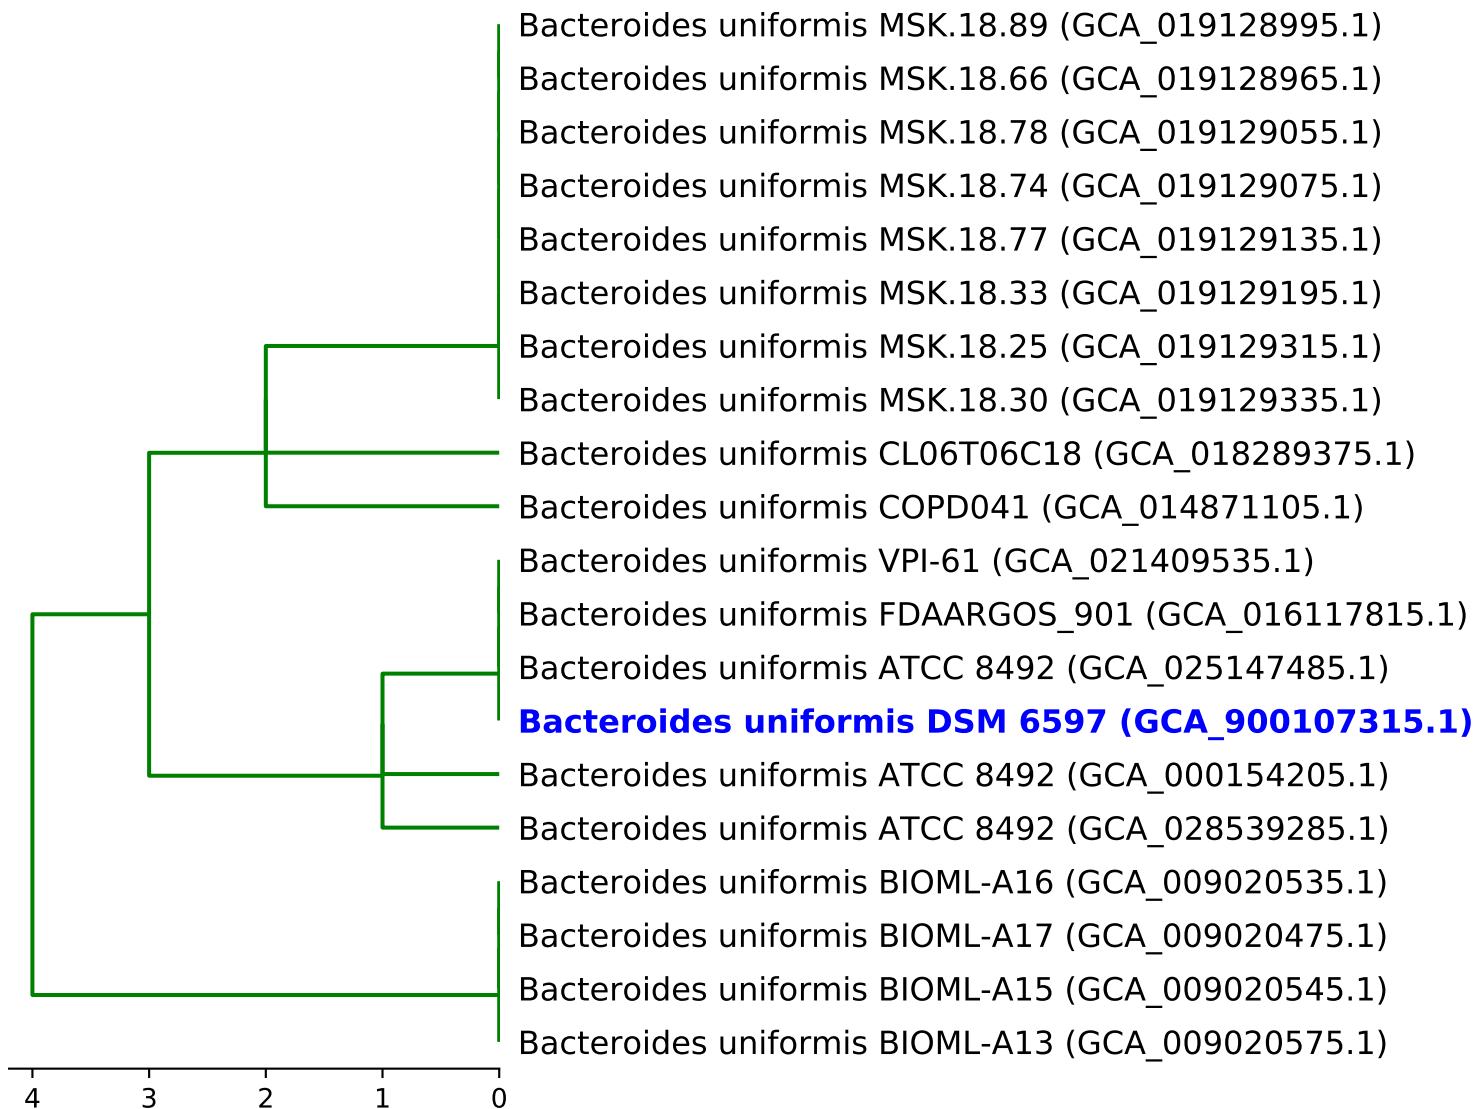 Bacteroides uniformis MSK.18.89 (GCA_019128995.1)
Bacteroides uniformis MSK.18.66 (GCA_019128965.1)
Bacteroides uniformis MSK.18.78 (GCA_019129055.1)
Bacteroides uniformis MSK.18.74 (GCA_019129075.1)
Bacteroides uniformis MSK.18.77 (GCA_019129135.1)
Bacteroides uniformis MSK.18.33 (GCA_019129195.1)
Bacteroides uniformis MSK.18.25 (GCA_019129315.1)
Bacteroides uniformis MSK.18.30 (GCA_019129335.1)
Bacteroides uniformis CL06T06C18 (GCA_018289375.1)
Bacteroides uniformis COPD041 (GCA_014871105.1)
Bacteroides uniformis VPI-61 (GCA_021409535.1)
Bacteroides uniformis FDAARGOS_901 (GCA_016117815.1)
Bacteroides uniformis ATCC 8492 (GCA_025147485.1)
Bacteroides uniformis DSM 6597 (GCA_900107315.1)
Bacteroides uniformis ATCC 8492 (GCA_000154205.1)
Bacteroides uniformis ATCC 8492 (GCA_028539285.1)
Bacteroides uniformis BIOML-A16 (GCA_009020535.1)
Bacteroides uniformis BIOML-A17 (GCA_009020475.1)
Bacteroides uniformis BIOML-A15 (GCA_009020545.1)
Bacteroides uniformis BIOML-A13 (GCA_009020575.1)
4 3 2 1 0